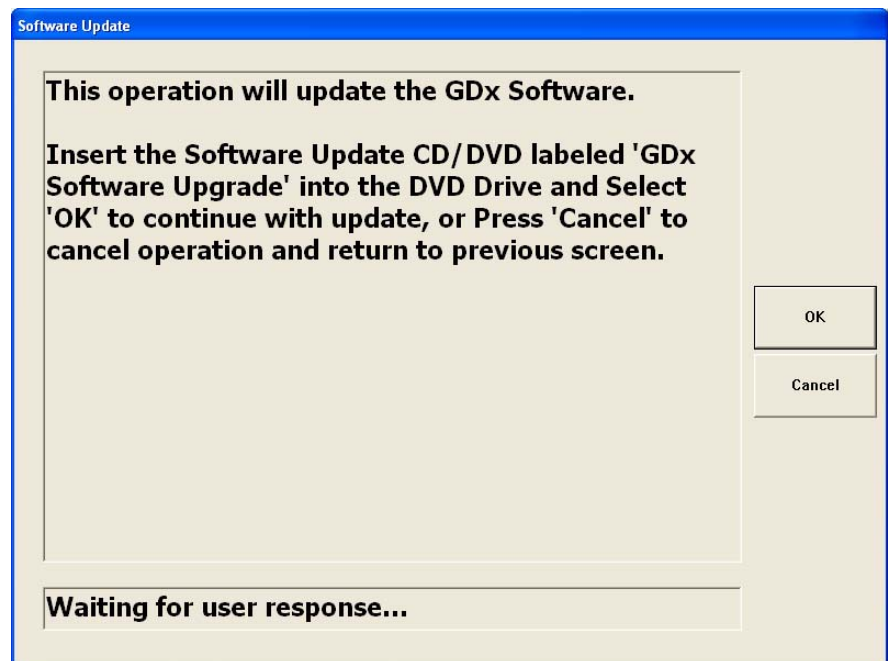 Software Update
This operation will update the GDx Software.
Insert the Software Update CD/DVD labeled 'GDx
Software Upgrade' into the DVD Drive and Select
'OK' to continue with update, or Press 'Cancel' to
cancel operation and return to previous screen.
OK
Cancel
Waiting for user response...